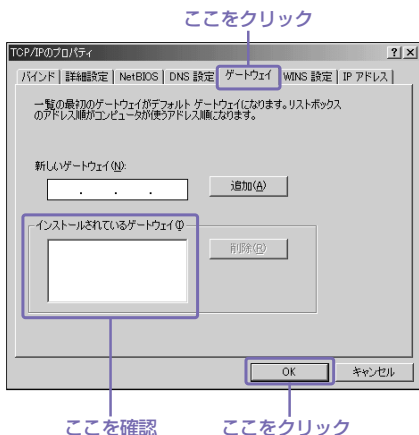 ここをクリック
TCP/IPのプロパティ
バインド 詳細設定 NetBIOS DNS 設定 ゲートウェイ WINS 設定 IP アドレス
一覧の最初のゲートウェイがデフォルト ゲートウェイになります。リストボックス
のアドレス順がコンピュータが使うアドレス順になります。
新しいゲートウェイ(N):
. . .
追加(A)
インストールされているゲートウェイ(I)
削除(R)
OK キャンセル
ここを確認 ここをクリック